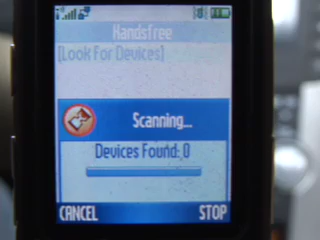 Handsfree
[Look For Devices]
Scanning...
Devices Found: 0
CANCEL
STOP